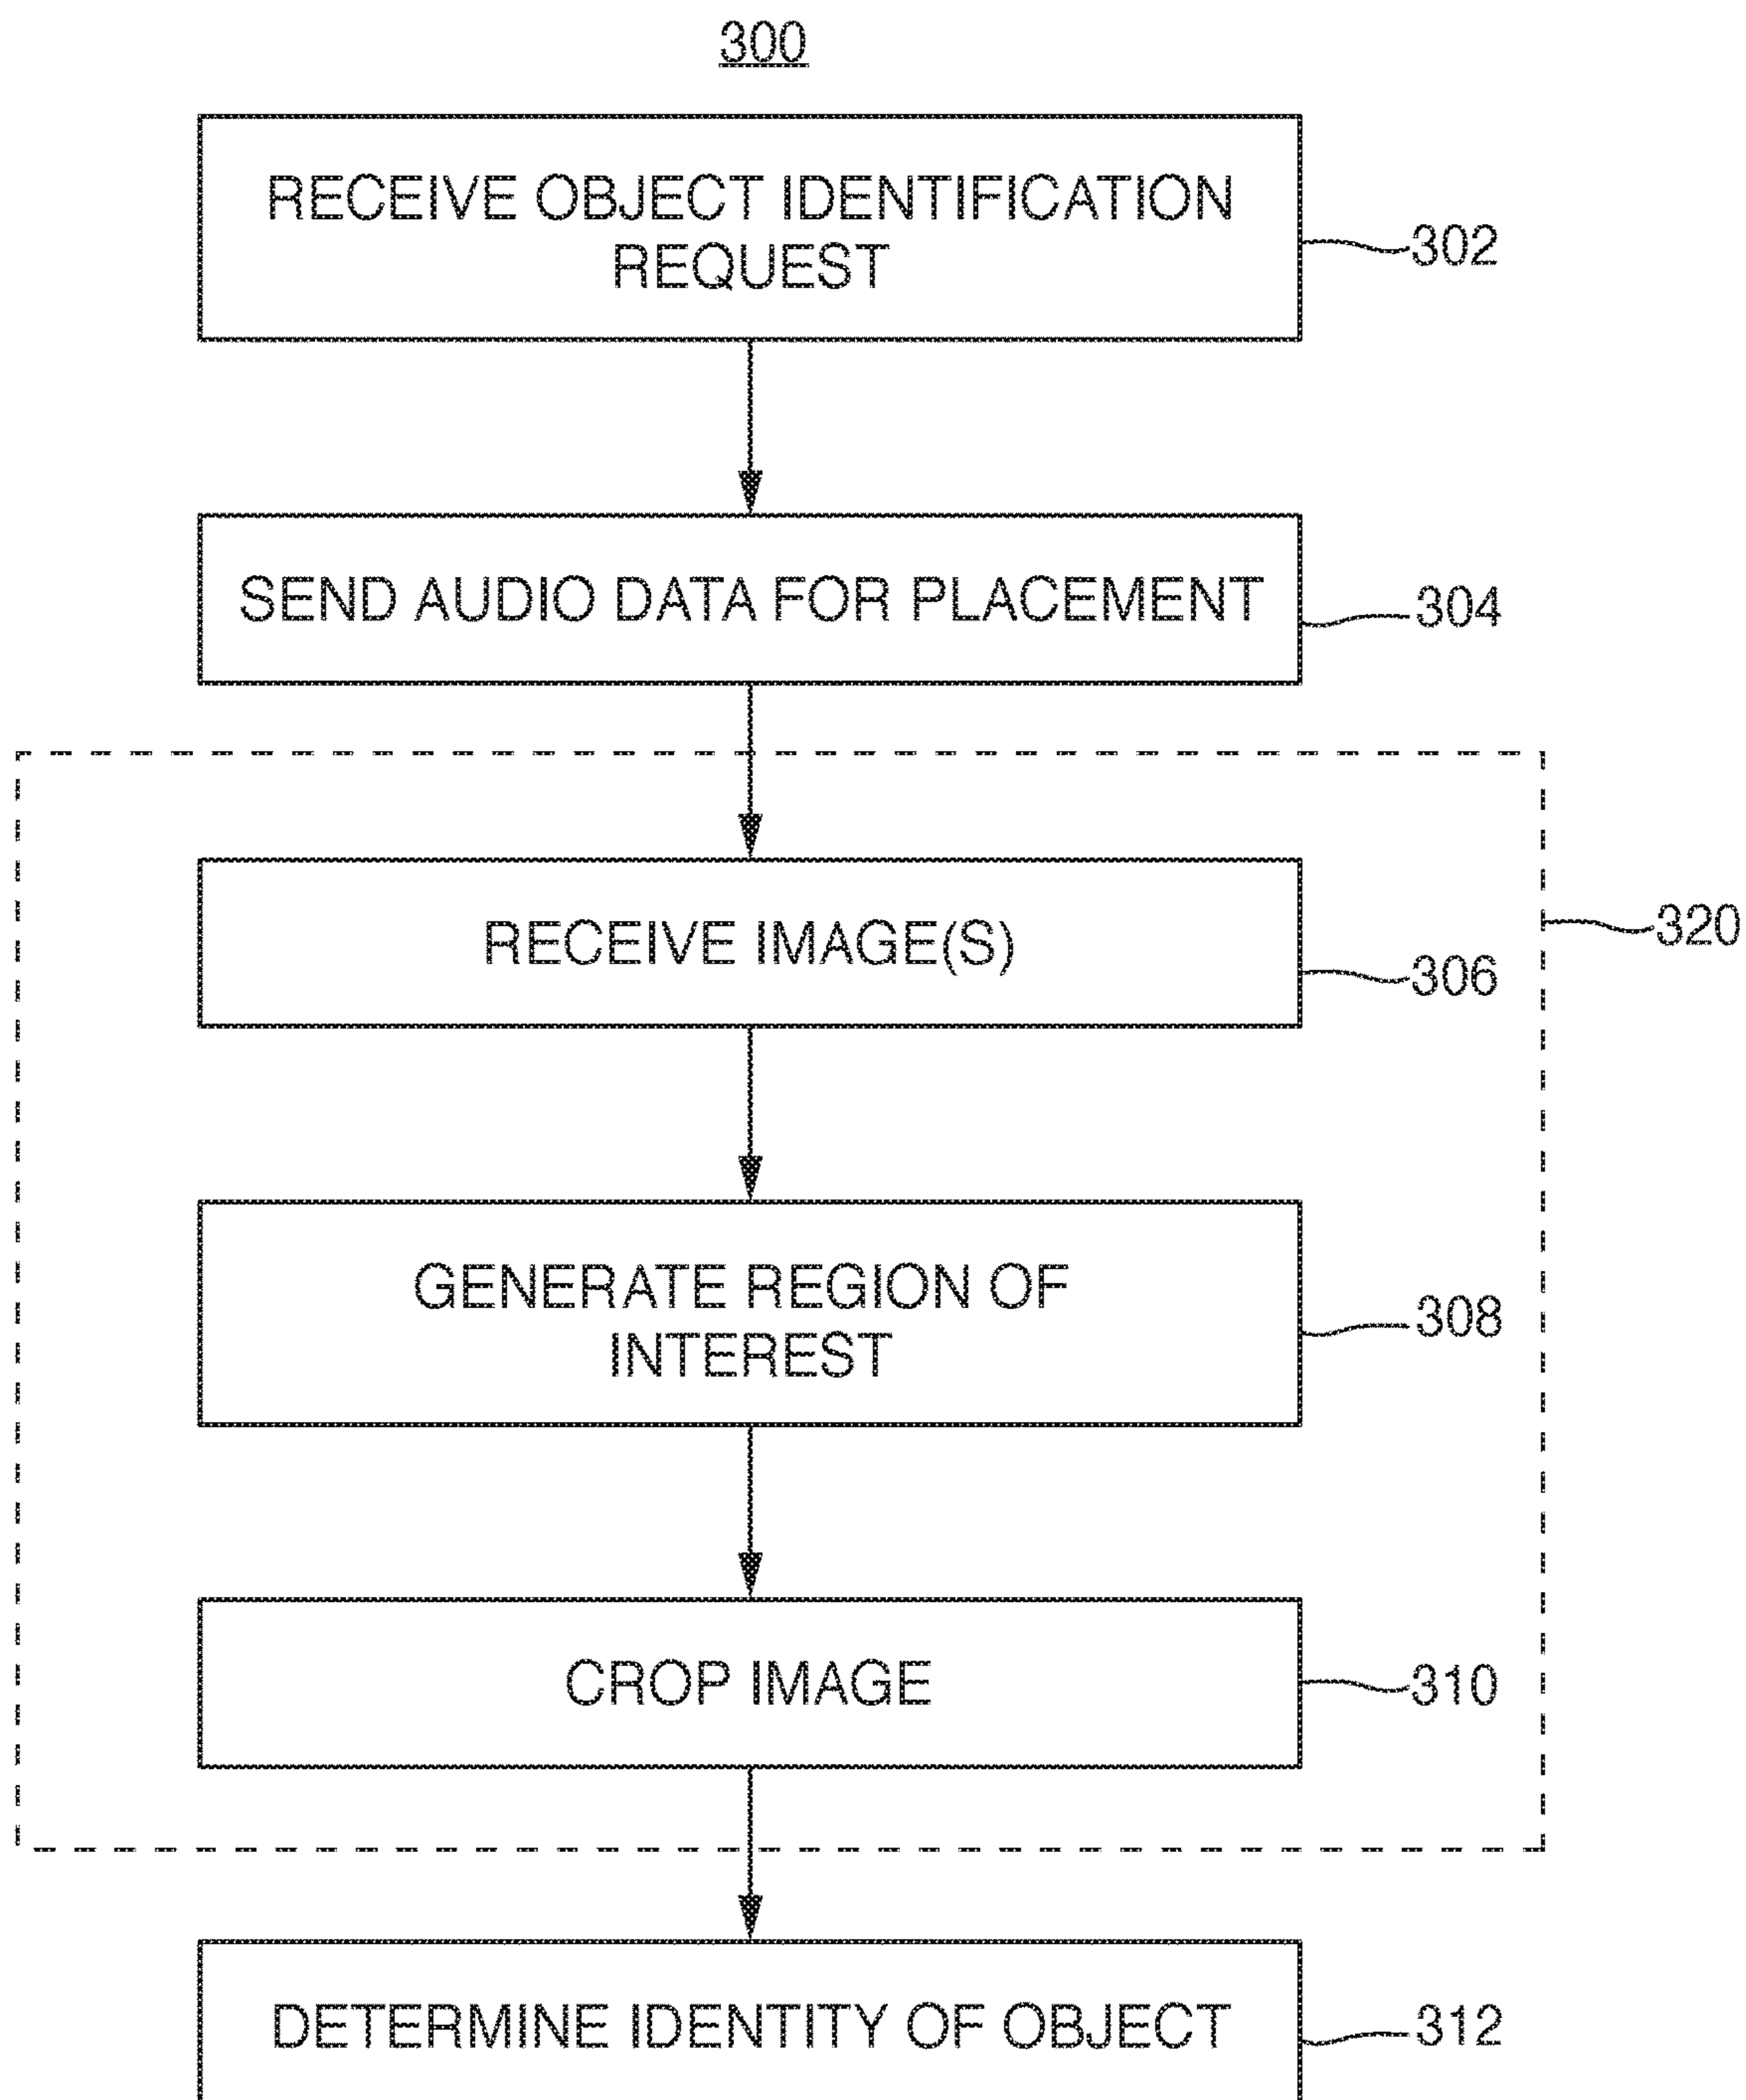 300
RECEIVE OBJECT IDENTIFICATION
REQUEST
302
SEND AUDIO DATA FOR PLACEMENT
304
RECEIVE IMAGE(S)
320
306
GENERATE REGION OF
INTEREST
308
CROP IMAGE
310
DETERMINE IDENTITY OF OBJECT
312